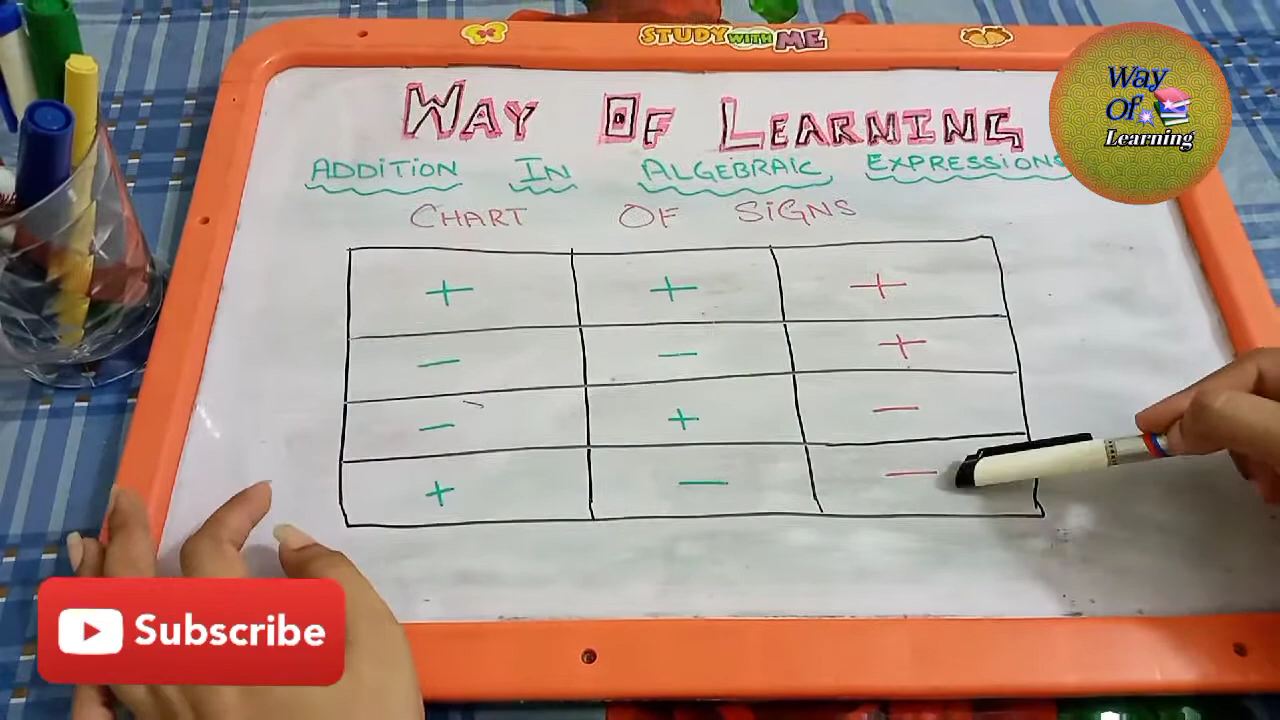 STUDY WITH ME
WAY OF LEARNING
ADDITION IN ALGEBRAIC EXPRESSIONS
CHART OF SIGNS
+ + +
- - +
- + -
+ - -
Way
Of
Learning
Subscribe